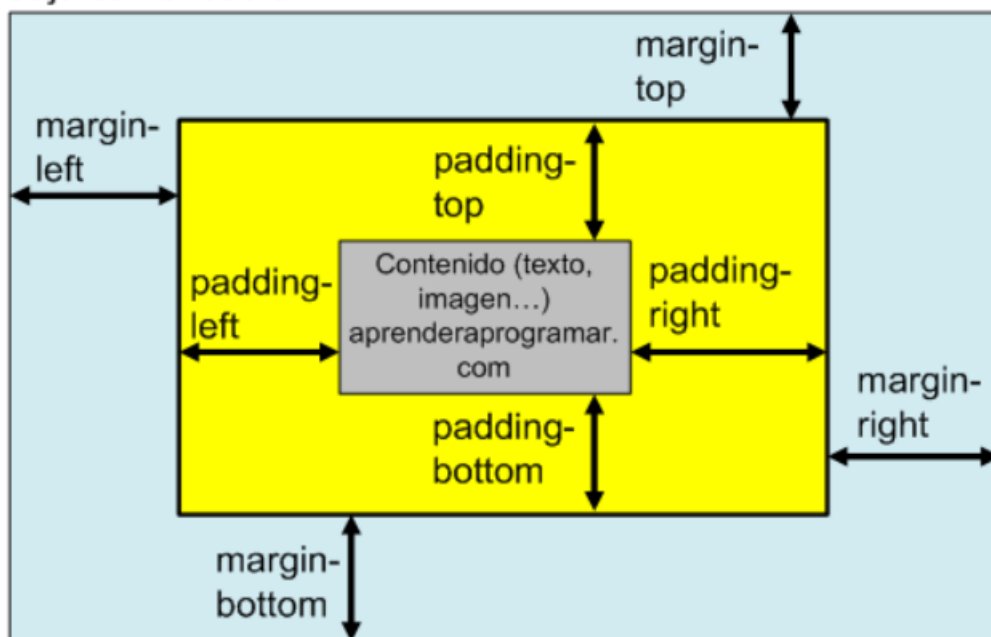 margin-
top
margin-
left
padding-
top
Contenido (texto,
imagen...)
aprenderaprogramar.
com
padding-
left
padding-
right
margin-
right
padding-
bottom
margin-
bottom